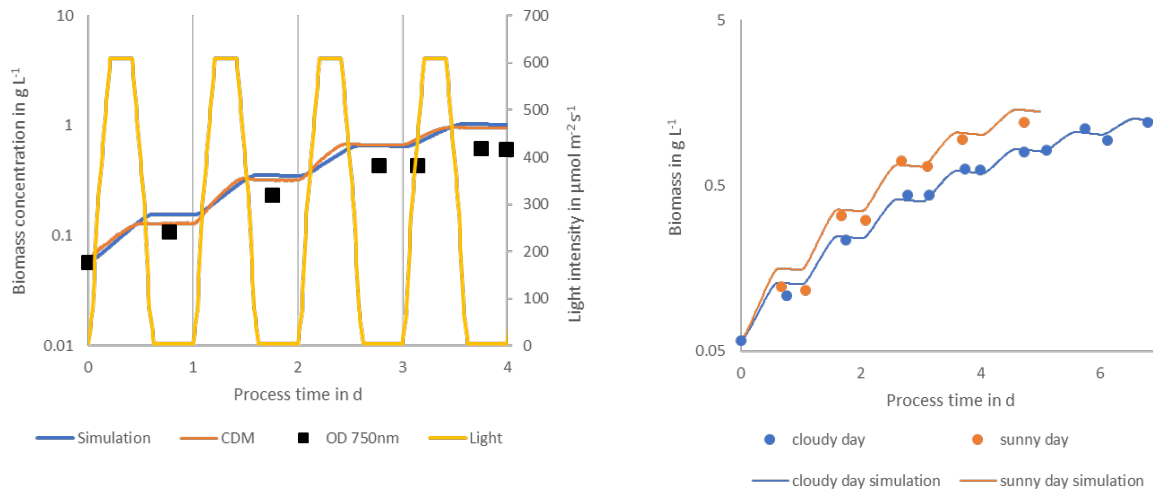 Biomass concentration in g L⁻¹
10
1
0.1
0.01
700
600
500
400
300
200
100
0
Light intensity in µmol m⁻² s⁻¹
0 1 2 3 4
Process time in d
Simulation CDM OD 750nm Light
Biomass in g L⁻¹
5
0.5
0.05
0 2 4 6
Process time in d
cloudy day sunny day
cloudy day simulation sunny day simulation